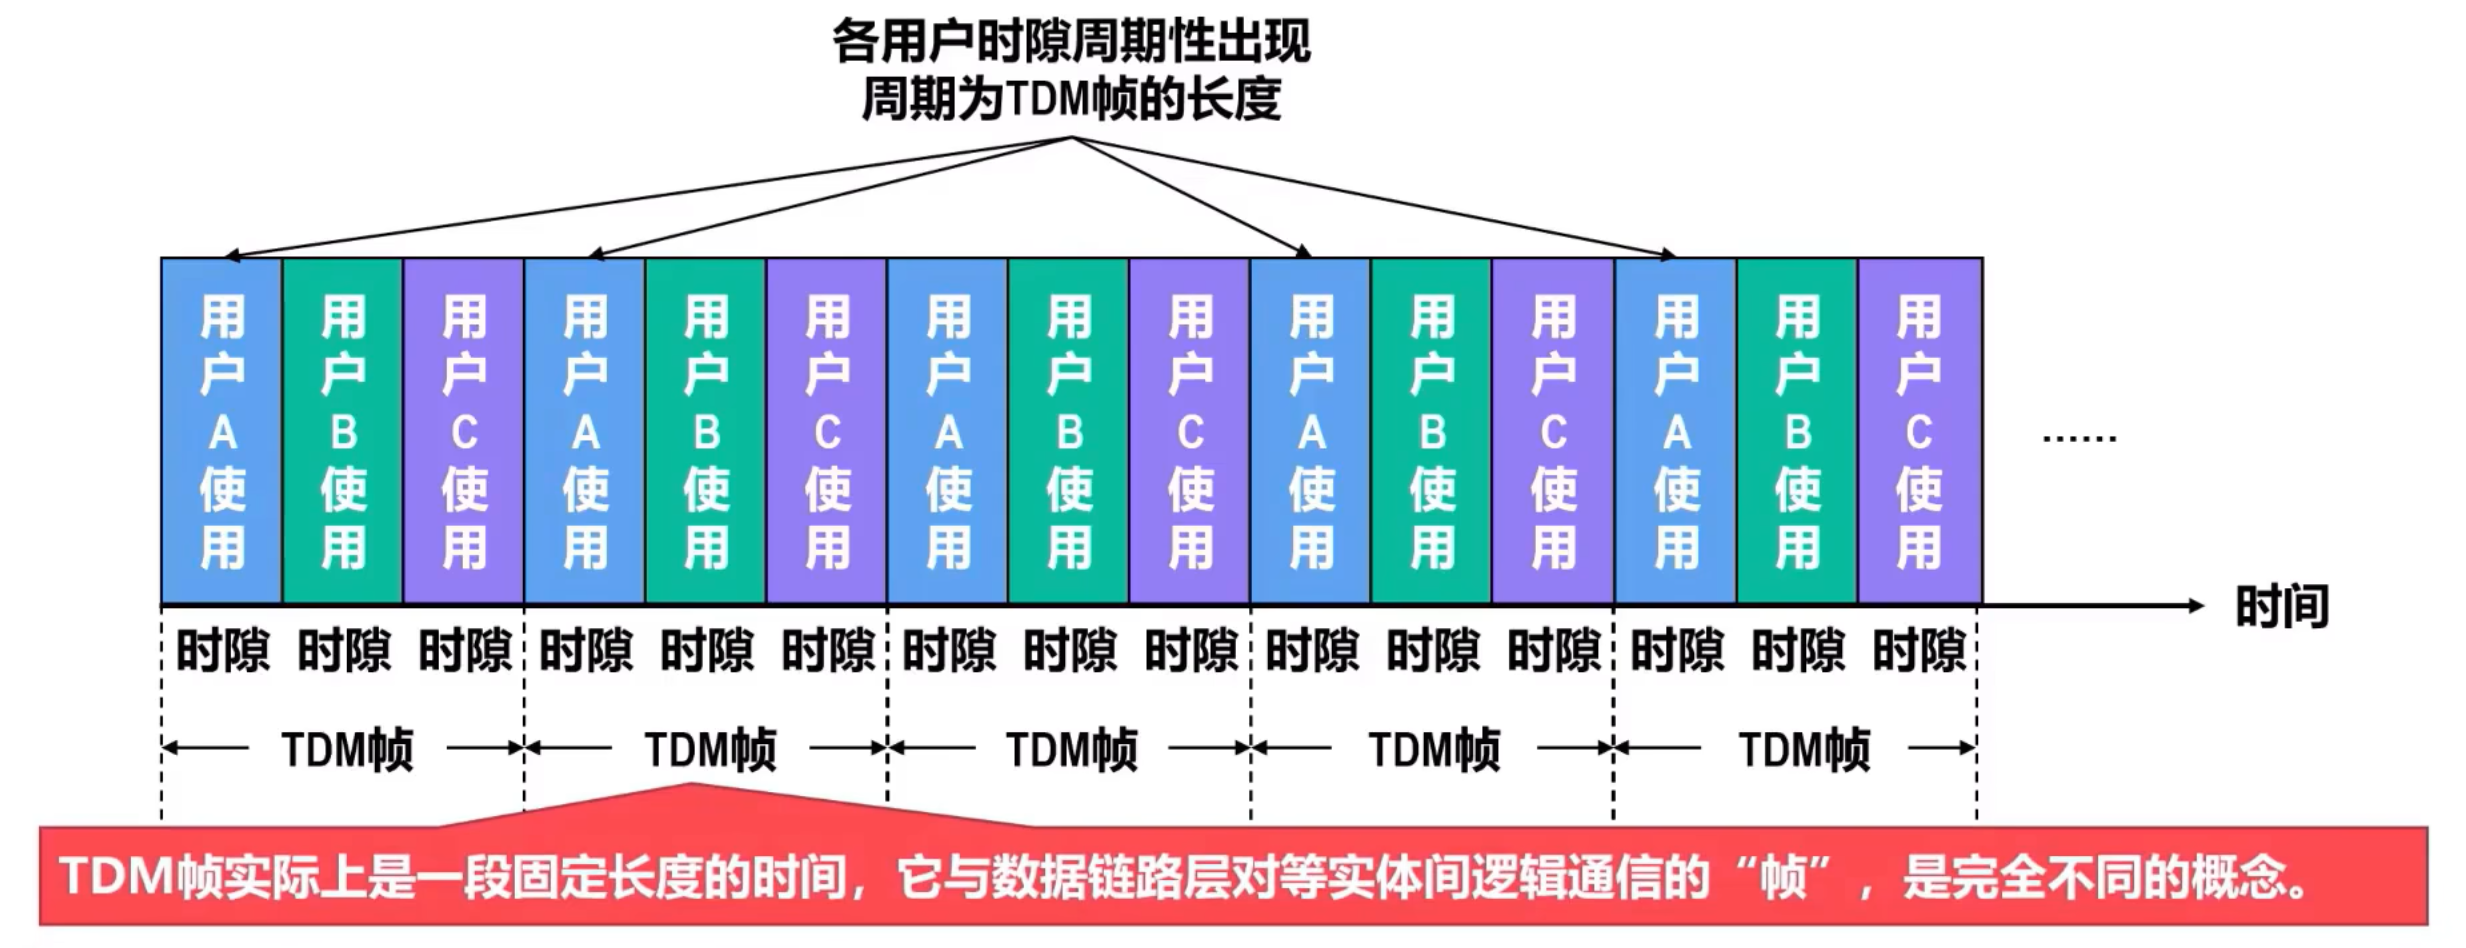 各用户时隙周期性出现
周期为TDM帧的长度
用户A使用
用户B使用
用户C使用
用户A使用
用户B使用
用户C使用
用户A使用
用户B使用
用户C使用
用户A使用
用户B使用
用户C使用
用户A使用
用户B使用
用户C使用
……
时间
时隙 时隙 时隙 时隙 时隙 时隙 时隙 时隙 时隙 时隙 时隙 时隙 时隙 时隙 时隙
TDM帧 TDM帧 TDM帧 TDM帧 TDM帧
TDM帧实际上是一段固定长度的时间，它与数据链路层对等实体间逻辑通信的“帧”，是完全不同的概念。